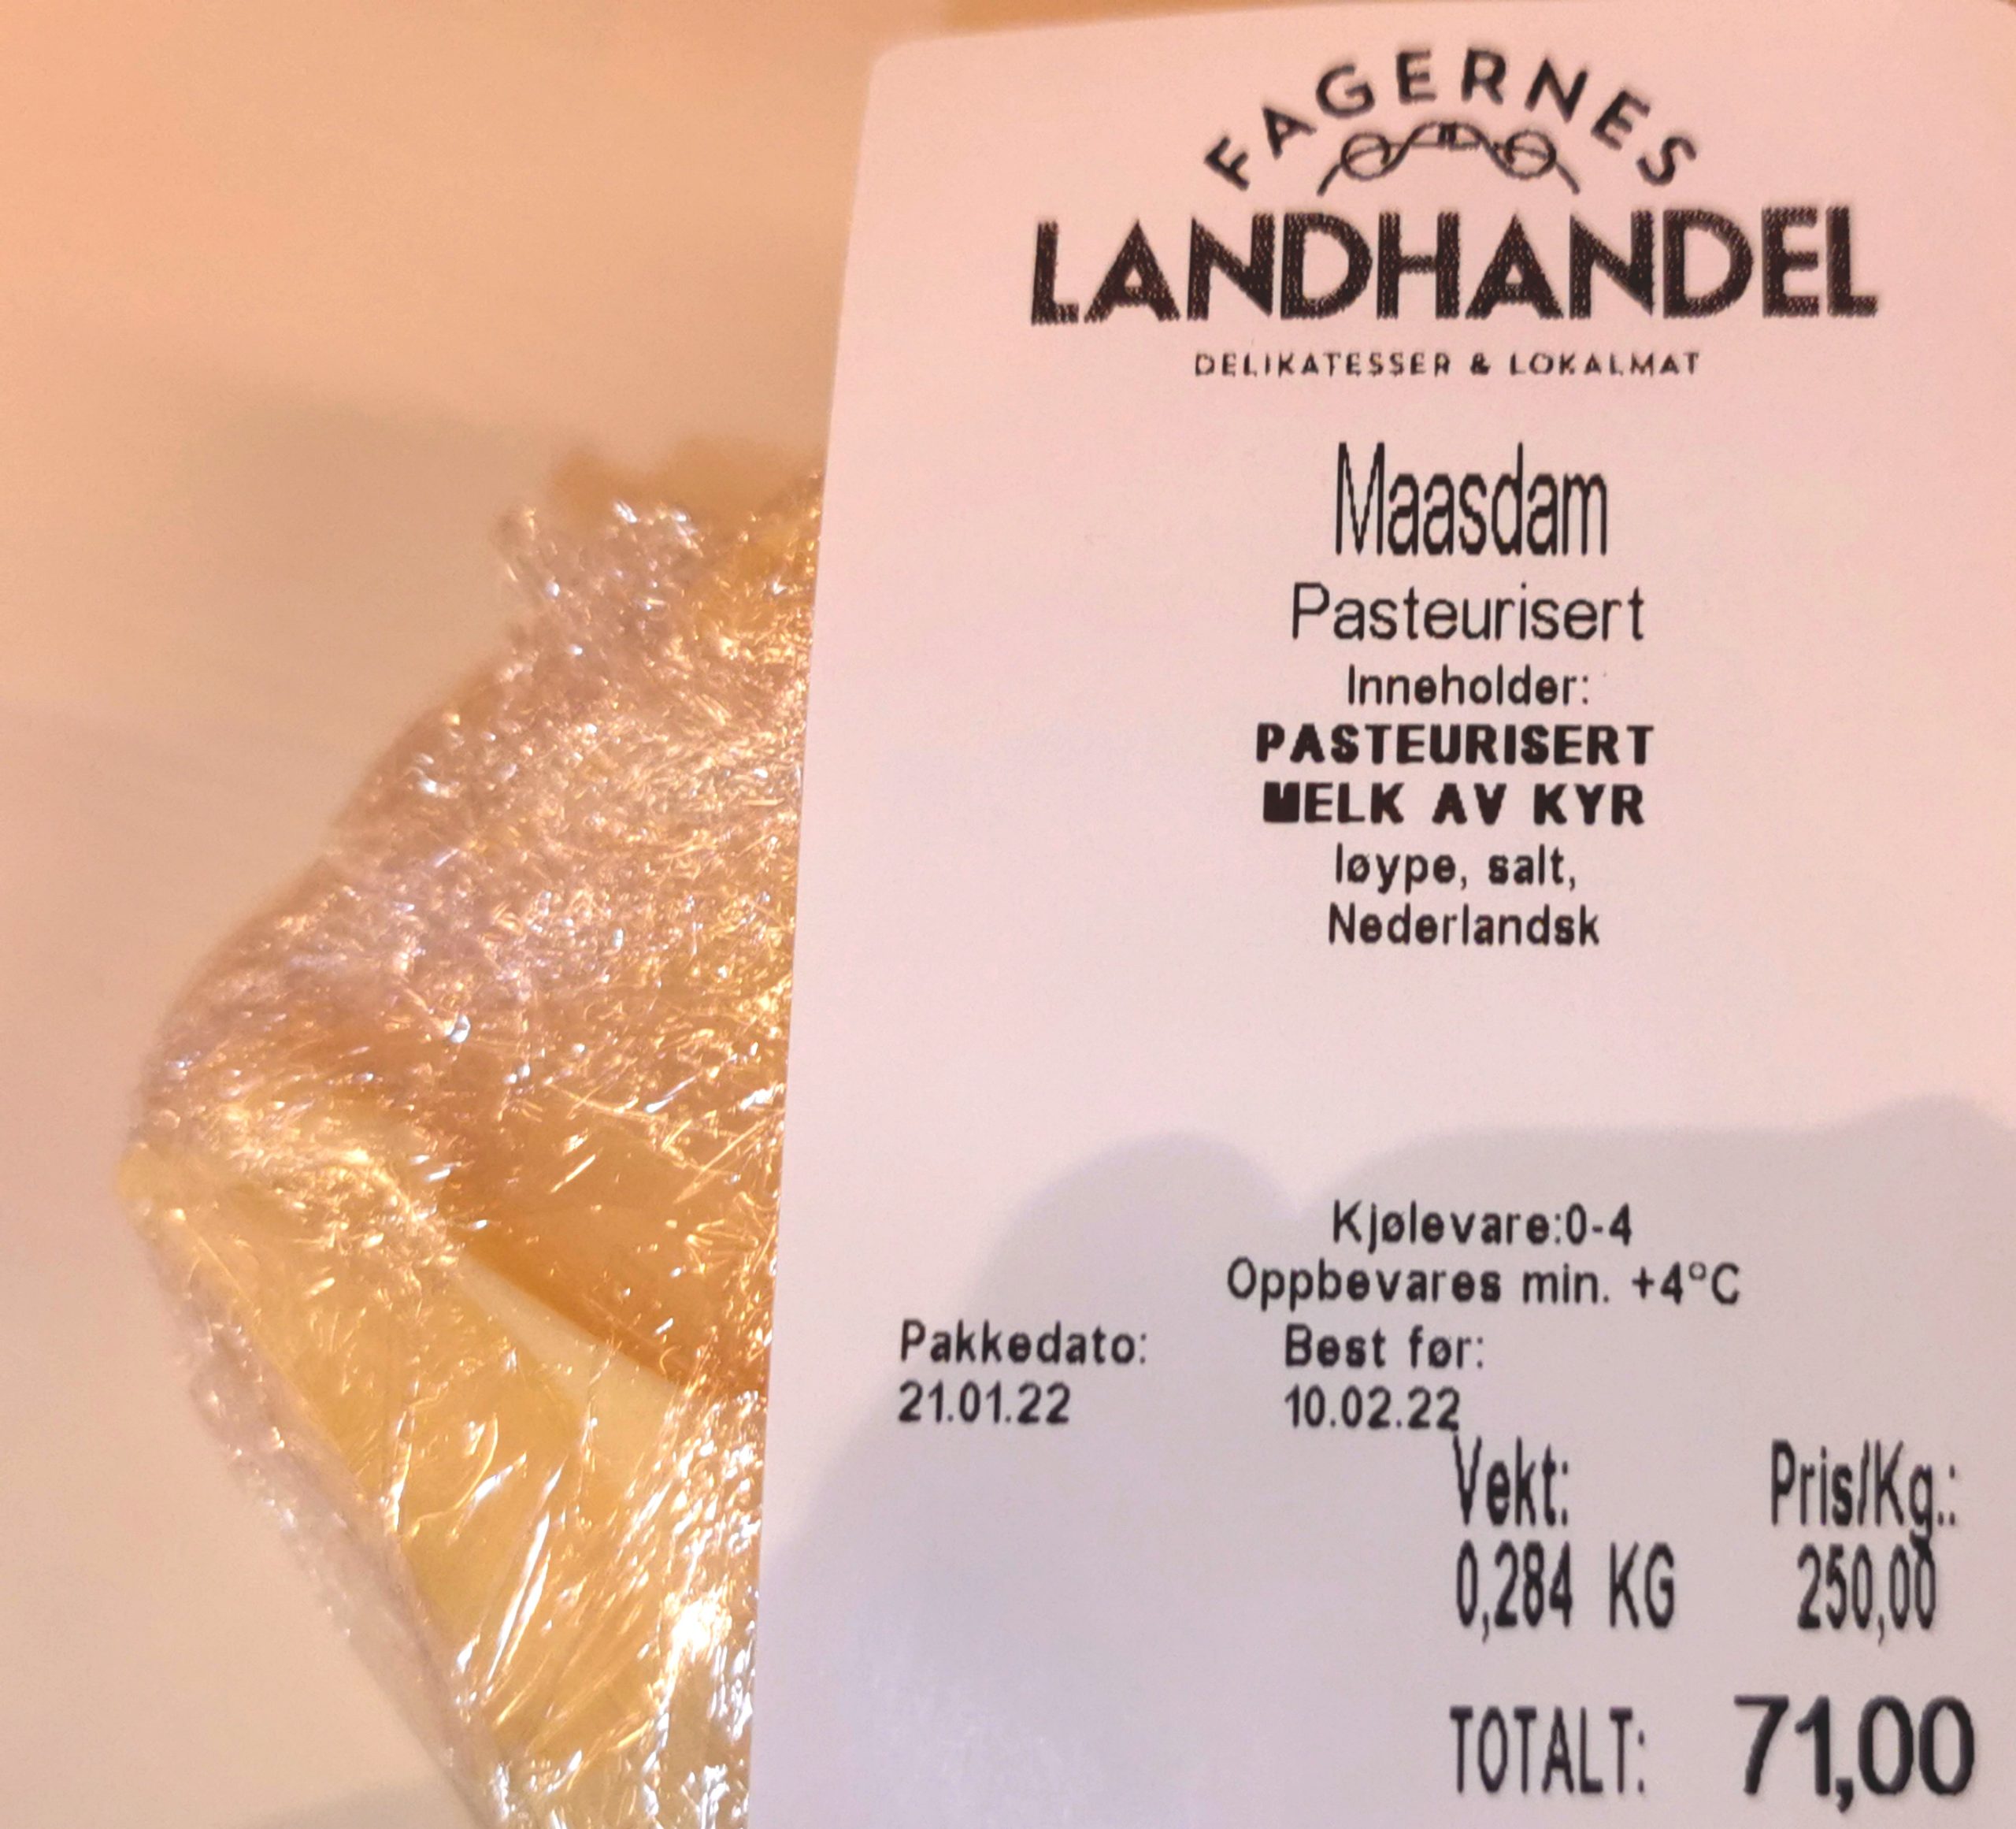 FAGERNES
LANDHANDEL
DELIKATESSER & LOKALMAT
Maasdam
Pasteurisert
Inneholder:
PASTEURISERT
MELK AV KYR
løype, salt,
Nederlandsk
Kjølevare:0-4
Oppbevares min. +4°C
Pakkedato: Best før:
21.01.22 10.02.22
Vekt: Pris/Kg.:
0,284 KG 250,00
TOTALT: 71,00